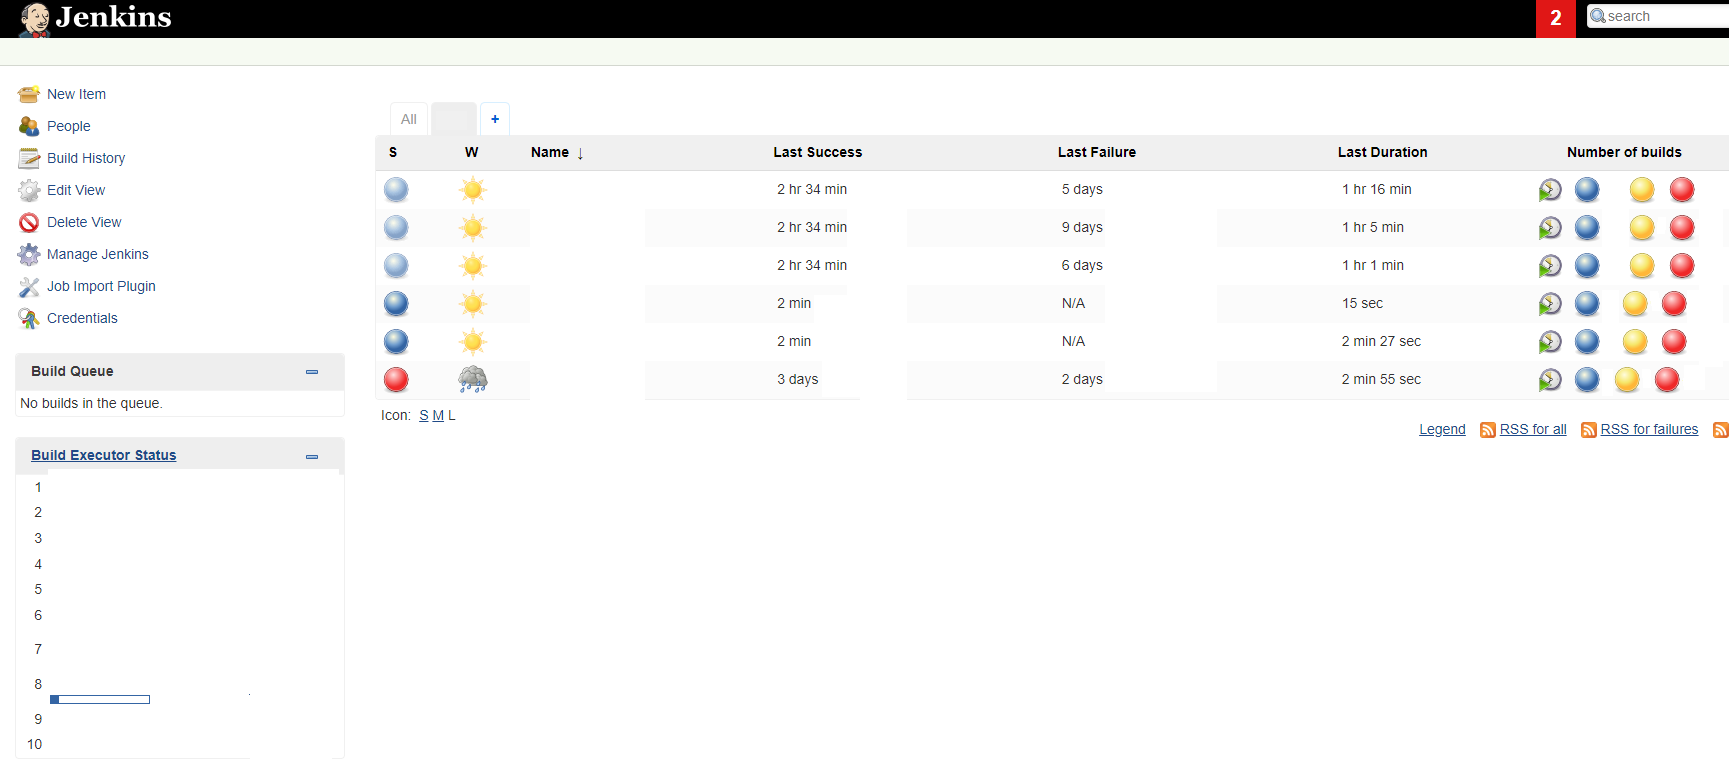 Jenkins
2
search
New Item
People
Build History
Edit View
Delete View
Manage Jenkins
Job Import Plugin
Credentials
Build Queue
No builds in the queue.
Build Executor Status
1
2
3
4
5
6
7
8
9
10
All +
S W Name ↓ Last Success Last Failure Last Duration Number of builds
2 hr 34 min 5 days 1 hr 16 min
2 hr 34 min 9 days 1 hr 5 min
2 hr 34 min 6 days 1 hr 1 min
2 min N/A 15 sec
2 min N/A 2 min 27 sec
3 days 2 days 2 min 55 sec
Icon: S M L
Legend RSS for all RSS for failures